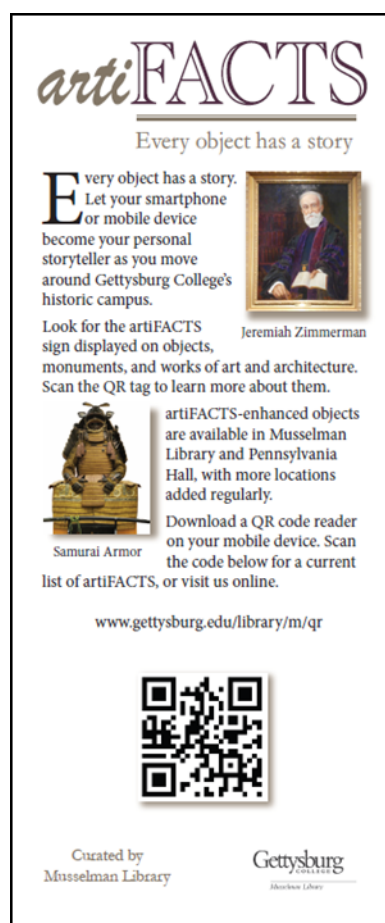 artiFACTS
Every object has a story
Every object has a story.
Let your smartphone
or mobile device
become your personal
storyteller as you move
around Gettysburg College's
historic campus.
Jeremiah Zimmerman
Look for the artiFACTS
sign displayed on objects,
monuments, and works of art and architecture.
Scan the QR tag to learn more about them.
artiFACTS-enhanced objects
are available in Musselman
Library and Pennsylvania
Hall, with more locations
added regularly.
Samurai Armor
Download a QR code reader
on your mobile device. Scan
the code below for a current
list of artiFACTS, or visit us online.
www.gettysburg.edu/library/m/qr
Curated by
Musselman Library
Gettysburg
COLLEGE
Musselman Library